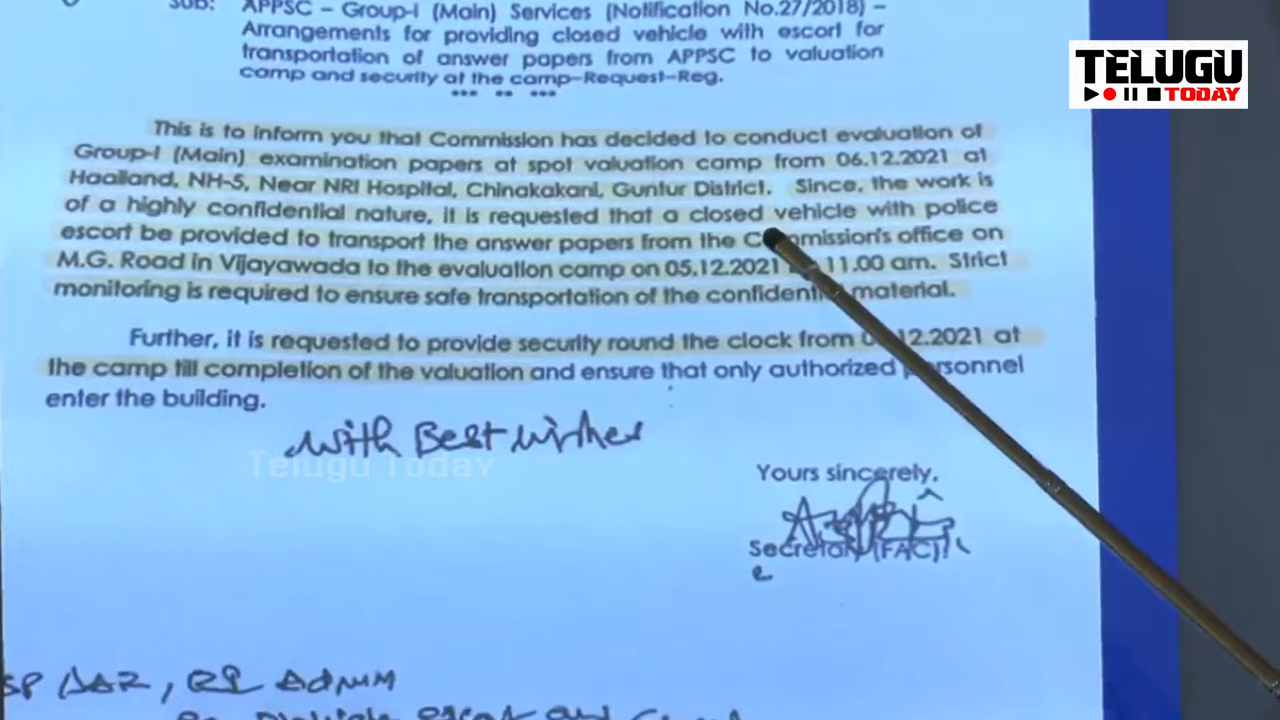 Sub: APPSC – Group-I (Main) Services (Notification No.27/2018) –
Arrangements for providing closed vehicle with escort for
transportation of answer papers from APPSC to valuation
camp and security at the camp–Request–Reg.
*** ** ***
TELUGU
TODAY
This is to inform you that Commission has decided to conduct evaluation of
Group-I (Main) examination papers at spot valuation camp from 06.12.2021 at
Haailand, NH-5, Near NRI Hospital, Chinakakani, Guntur District. Since, the work is
of a highly confidential nature, it is requested that a closed vehicle with police
escort be provided to transport the answer papers from the Commission's office on
M.G. Road in Vijayawada to the evaluation camp on 05.12.2021 11.00 am. Strict
monitoring is required to ensure safe transportation of the confidential material.
Further, it is requested to provide security round the clock from 12.2021 at
the camp till completion of the valuation and ensure that only authorized personnel
enter the building.
With Best wishes
Telugu Today
Yours sincerely,
Secretary (FAC)